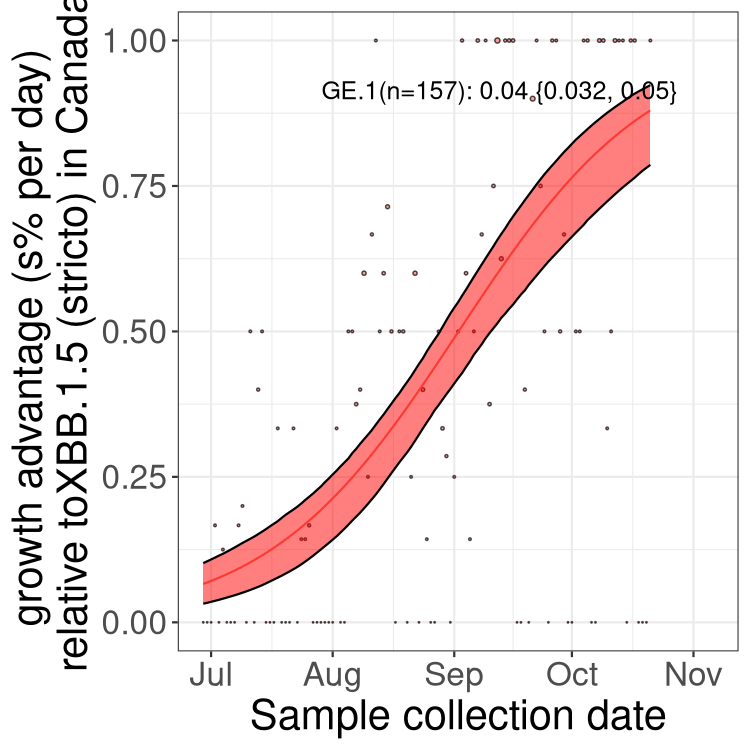 growth advantage (s% per day)
relative toXBB.1.5 (stricto) in Canada
1.00
0.75
0.50
0.25
0.00
GE.1(n=157): 0.04 {0.032, 0.05}
Jul Aug Sep Oct Nov
Sample collection date